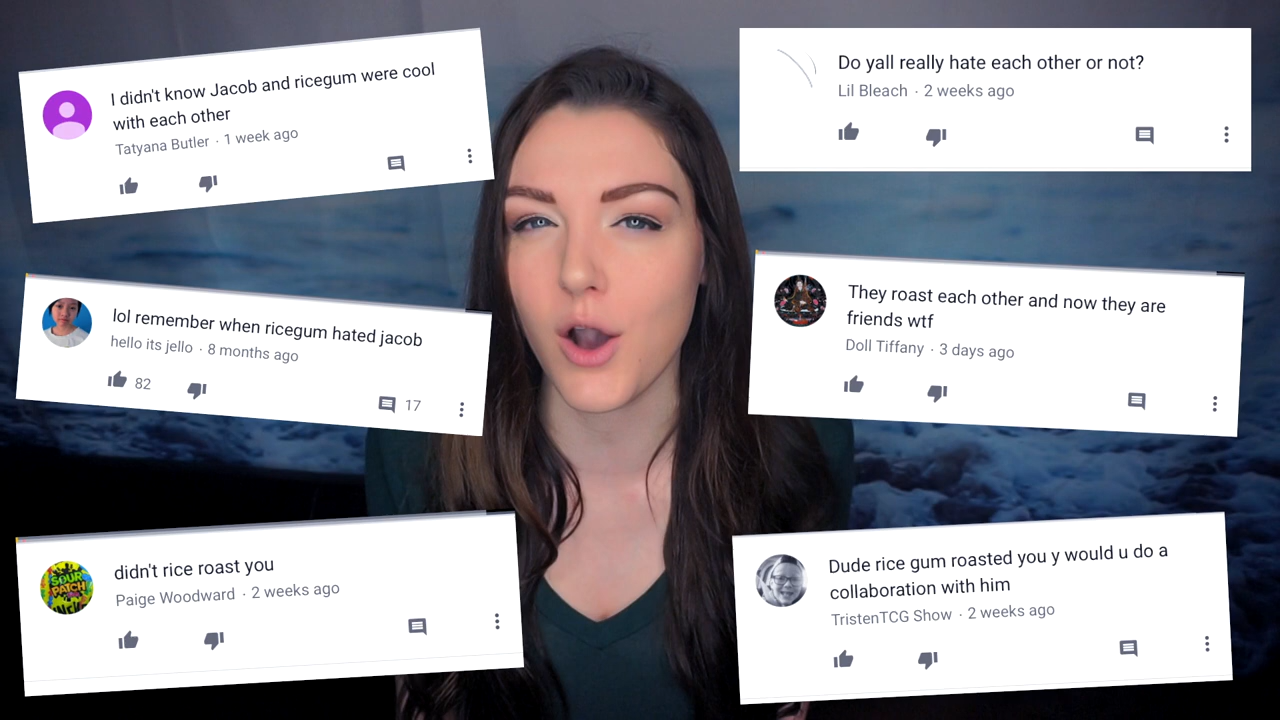 I didn't know Jacob and ricegum were cool
with each other
Tatyana Butler · 1 week ago
Do yall really hate each other or not?
Lil Bleach · 2 weeks ago
lol remember when ricegum hated jacob
hello its jello · 8 months ago
82
17
They roast each other and now they are
friends wtf
Doll Tiffany · 3 days ago
SOUR
PATCH
didn't rice roast you
Paige Woodward · 2 weeks ago
Dude rice gum roasted you y would u do a
collaboration with him
TristenTCG Show · 2 weeks ago